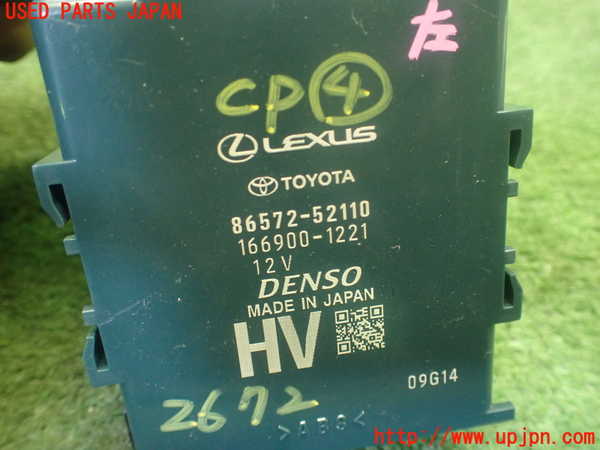 USED PARTS JAPAN
左
CP④
LEXUS
TOYOTA
86572-52110
166900-1221
12V
DENSO
MADE IN JAPAN
HV
09G14
2672
>ABS<
http://www.upjpn.com/